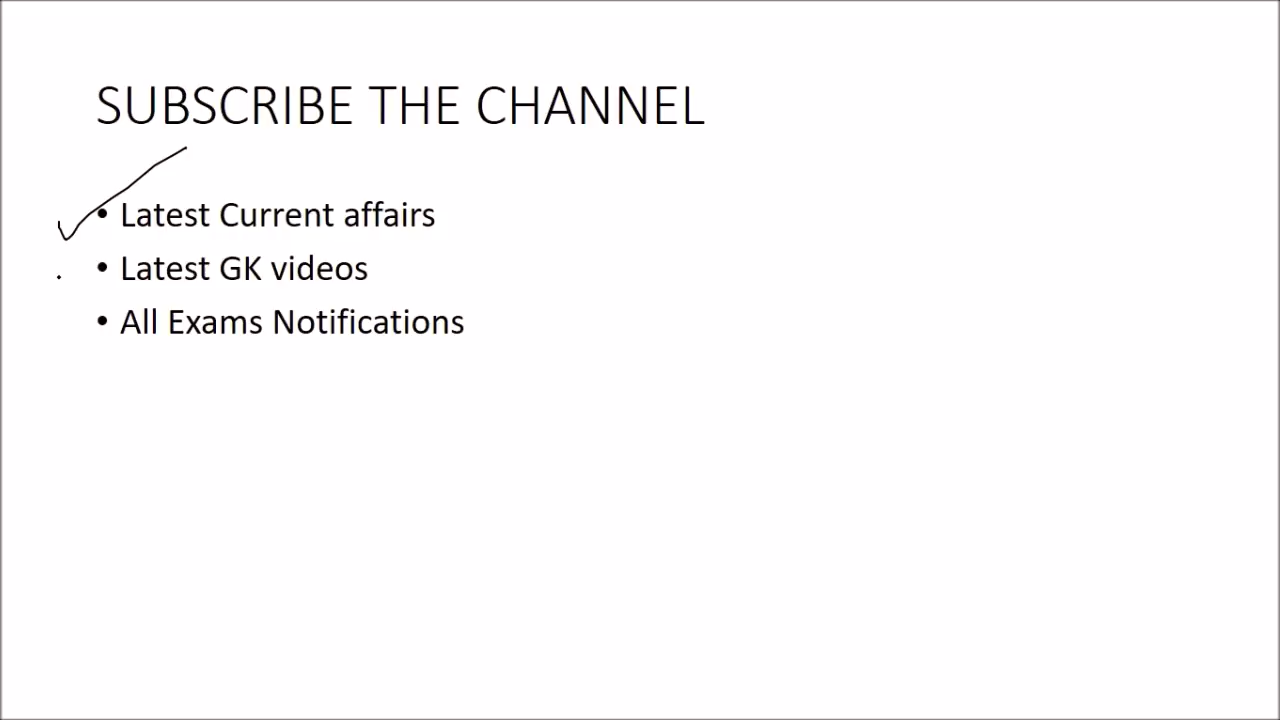 SUBSCRIBE THE CHANNEL
• Latest Current affairs
• Latest GK videos
• All Exams Notifications